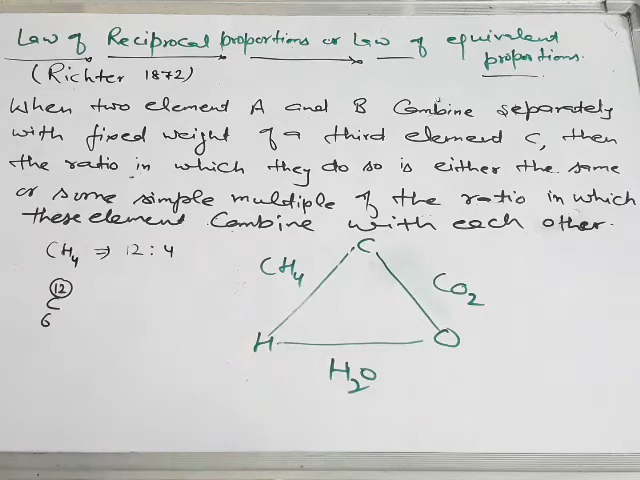 Law of Reciprocal proportions or Law of equivalent
proportions.
(Richter 1872)
When two element A and B Combine separately
with fixed weight of a third element C, then
the ratio in which they do so is either the same
or some simple multiple of the ratio in which
these element Combine with each other.
CH4 ⇒ 12:4
12
C
6
C
CH4
CO2
H
O
H2O